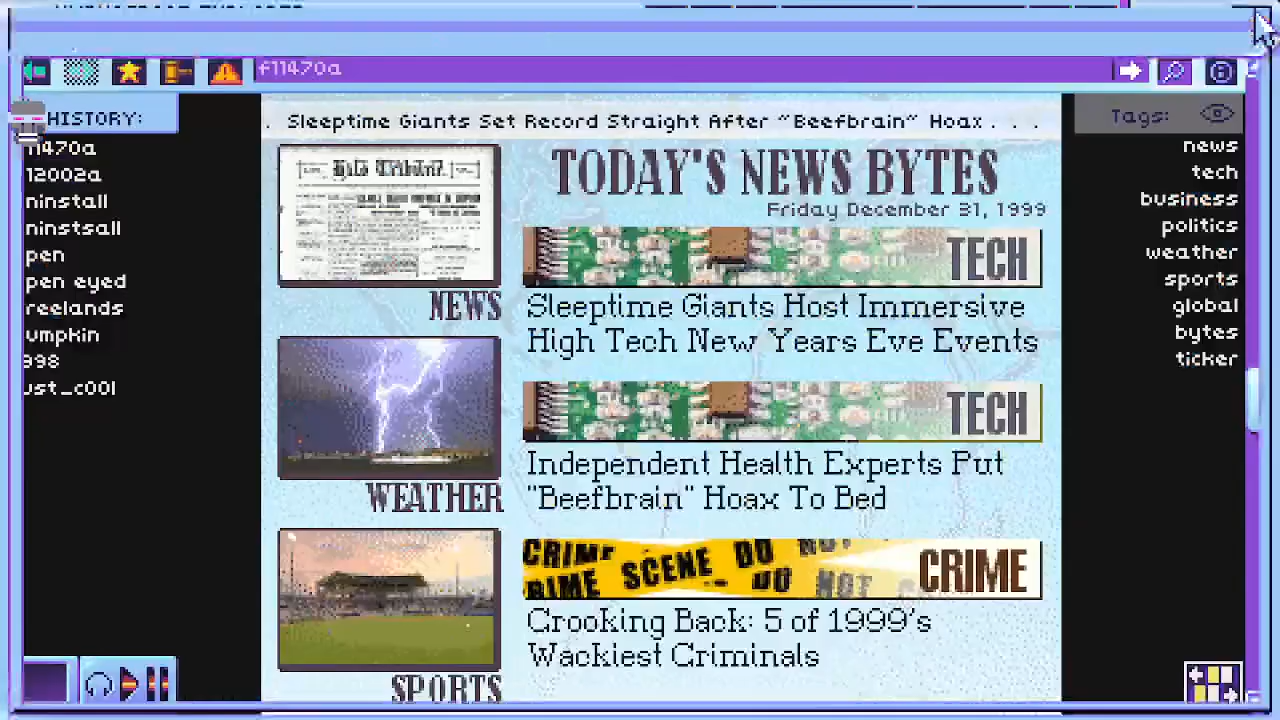 f11470a
HISTORY:
11470a
12002a
ninstall
ninstsall
pen
pen eyed
reelands
umpkin
998
ust_c00l
. Sleeptime Giants Set Record Straight After ~Beefbrain~ Hoax . . .
NEWS
WEATHER
SPORTS
TODAY'S NEWS BYTES
Friday December 31, 1999
TECH
Sleeptime Giants Host Immersive
High Tech New Years Eve Events
TECH
Independent Health Experts Put
"Beefbrain" Hoax To Bed
CRIME SCENE DO NOT
CRIME
Crooking Back: 5 of 1999's
Wackiest Criminals
Tags:
news
tech
business
politics
weather
sports
global
bytes
ticker